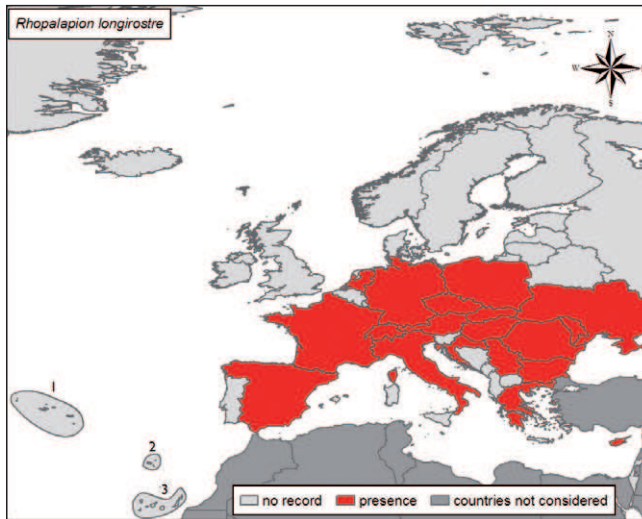 Rhopalapion longirostre
N
W
S
1
2
3
no record presence countries not considered